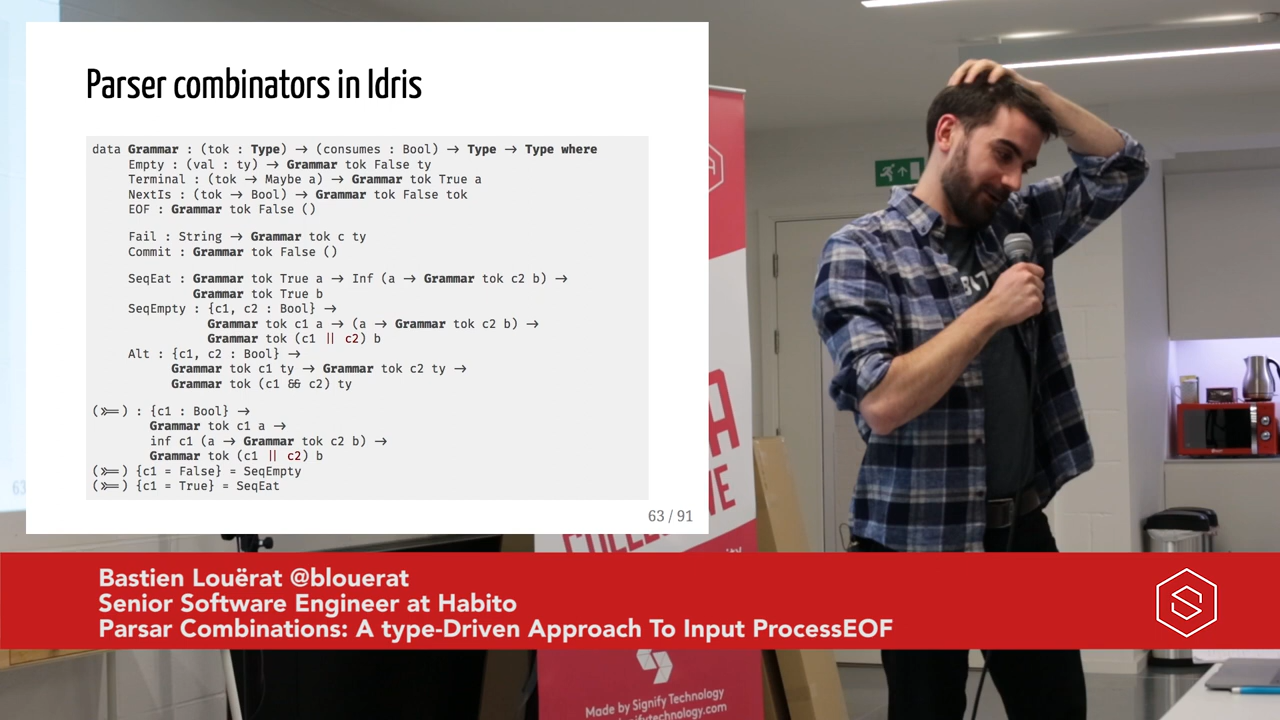 Parser combinators in Idris
data Grammar : (tok : Type) → (consumes : Bool) → Type → Type where
Empty : (val : ty) → Grammar tok False ty
Terminal : (tok → Maybe a) → Grammar tok True a
NextIs : (tok → Bool) → Grammar tok False tok
EOF : Grammar tok False ()
Fail : String → Grammar tok c ty
Commit : Grammar tok False ()
SeqEat : Grammar tok True a → Inf (a → Grammar tok c2 b) →
Grammar tok True b
SeqEmpty : {c1, c2 : Bool} →
Grammar tok c1 a → (a → Grammar tok c2 b) →
Grammar tok (c1 || c2) b
Alt : {c1, c2 : Bool} →
Grammar tok c1 ty → Grammar tok c2 ty →
Grammar tok (c1 && c2) ty
(>>=) : {c1 : Bool} →
Grammar tok c1 a →
inf c1 (a → Grammar tok c2 b) →
Grammar tok (c1 || c2) b
(>>=) {c1 = False} = SeqEmpty
(>>=) {c1 = True} = SeqEat
63 / 91
63
Bastien Louërat @blouerat
Senior Software Engineer at Habito
Parsar Combinations: A type-Driven Approach To Input ProcessEOF
Made by Signify Technology